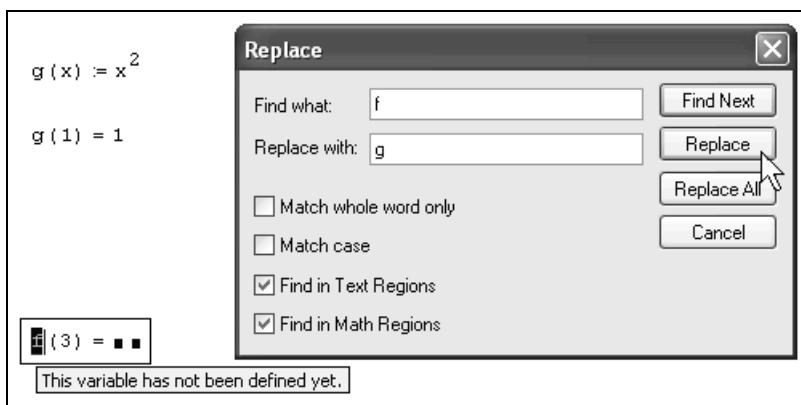 g(x) := x²
g(1) = 1
f(3) = ▪ ▪
This variable has not been defined yet.
Replace
Find what: f
Replace with: g
Match whole word only
Match case
Find in Text Regions
Find in Math Regions
Find Next
Replace
Replace All
Cancel